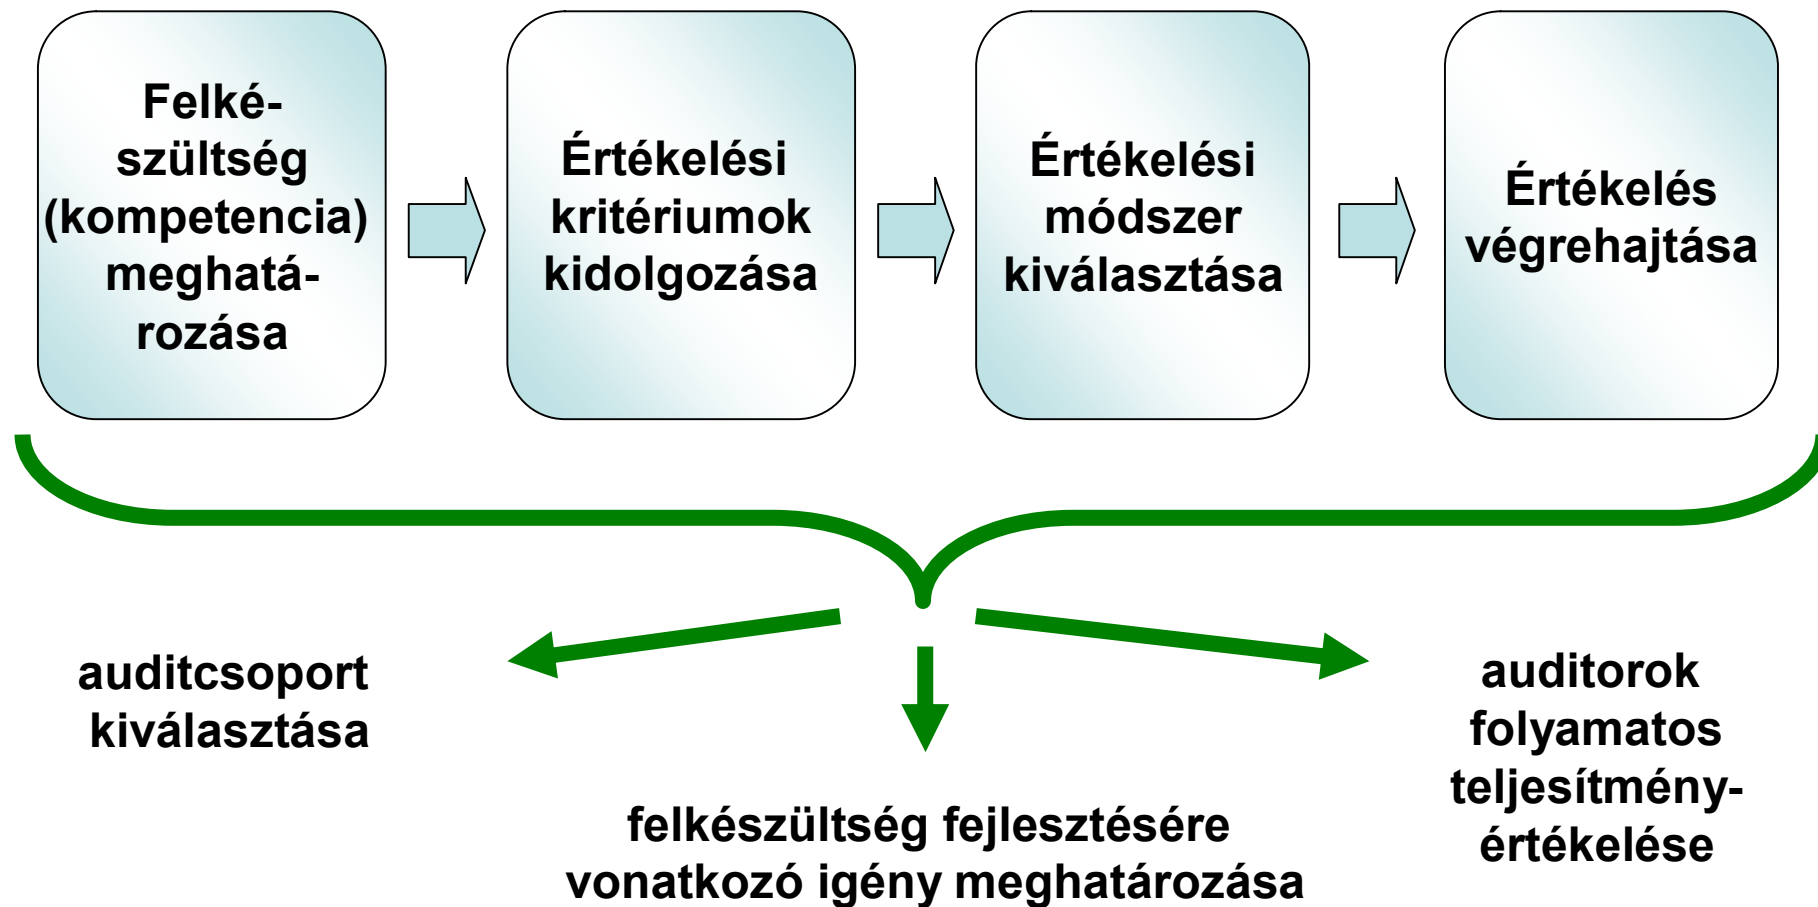 Felké-
szültség
(kompetencia)
meghatá-
rozása
Értékelési
kritériumok
kidolgozása
Értékelési
módszer
kiválasztása
Értékelés
végrehajtása
auditcsoport
kiválasztása
felkészültség fejlesztésére
vonatkozó igény meghatározása
auditorok
folyamatos
teljesítmény-
értékelése